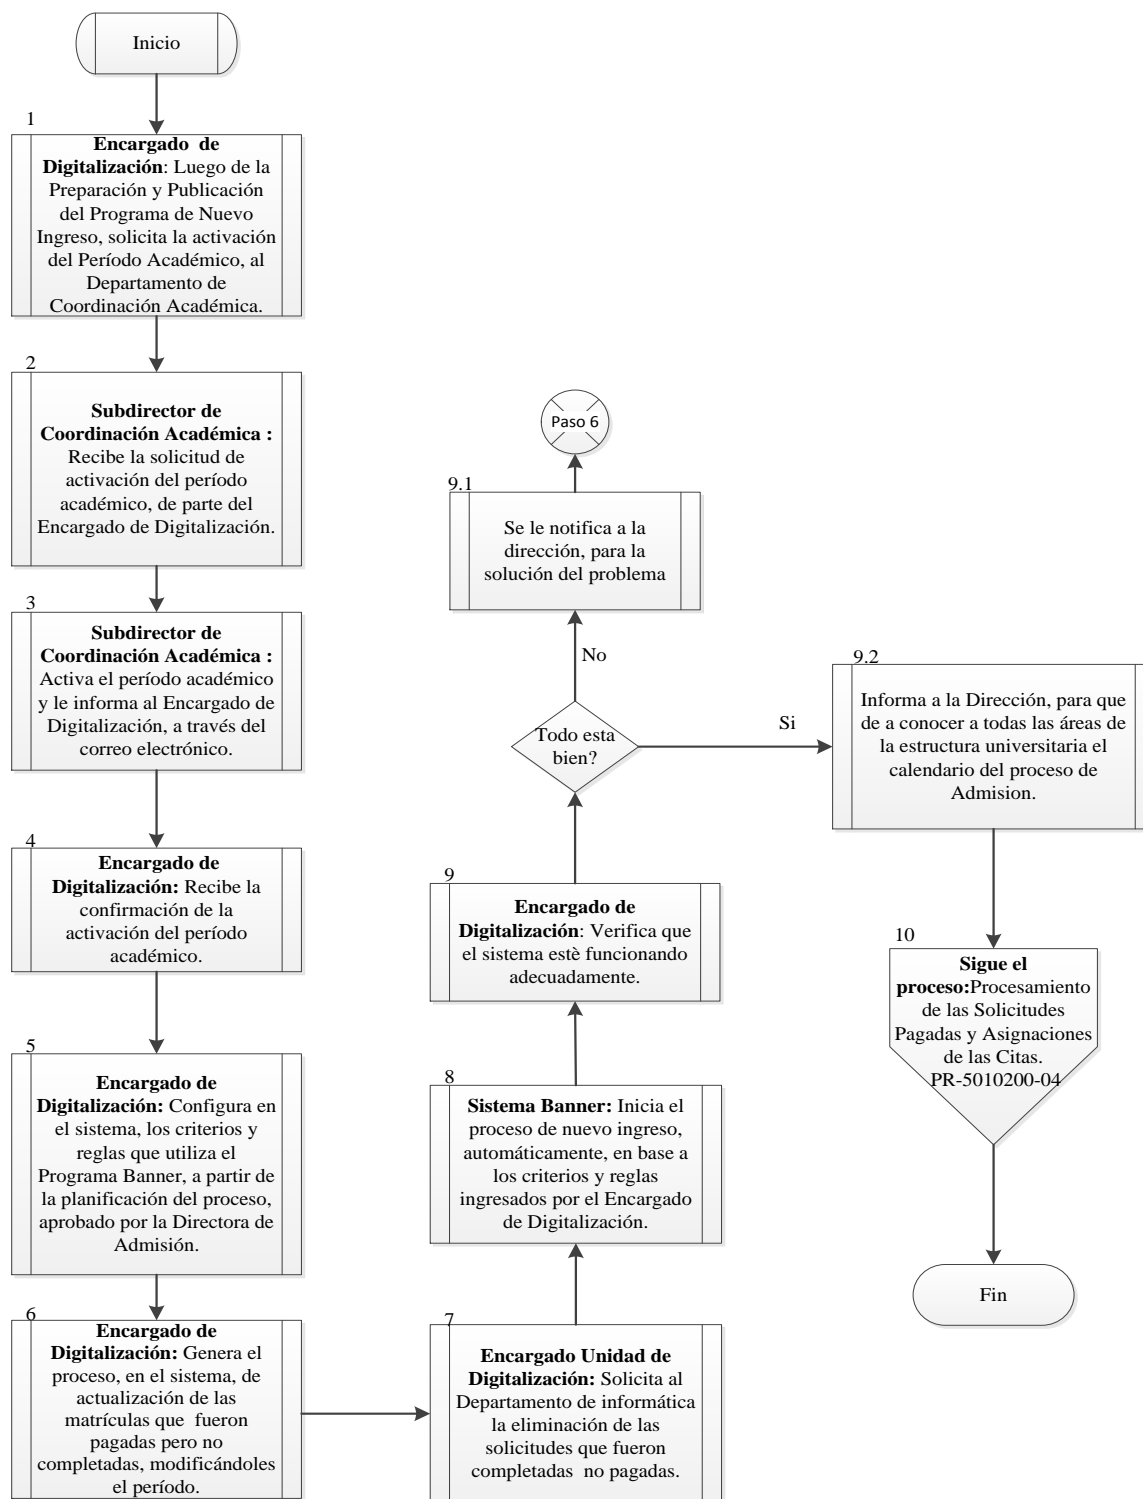 Inicio
1
Encargado de
Digitalización: Luego de la
Preparación y Publicación
del Programa de Nuevo
Ingreso, solicita la activación
del Período Académico, al
Departamento de
Coordinación Académica.
2
Subdirector de
Coordinación Académica :
Recibe la solicitud de
activación del período
académico, de parte del
Encargado de Digitalización.
3
Subdirector de
Coordinación Académica :
Activa el período académico
y le informa al Encargado de
Digitalización, a través del
correo electrónico.
4
Encargado de
Digitalización: Recibe la
confirmación de la
activación del período
académico.
5
Encargado de
Digitalización: Configura en
el sistema, los criterios y
reglas que utiliza el
Programa Banner, a partir de
la planificación del proceso,
aprobado por la Directora de
Admisión.
6
Encargado de
Digitalización: Genera el
proceso, en el sistema, de
actualización de las
matrículas que fueron
pagadas pero no
completadas, modificándoles
el período.
7
Encargado Unidad de
Digitalización: Solicita al
Departamento de informática
la eliminación de las
solicitudes que fueron
completadas no pagadas.
8
Sistema Banner: Inicia el
proceso de nuevo ingreso,
automáticamente, en base a
los criterios y reglas
ingresados por el Encargado
de Digitalización.
9
Encargado de
Digitalización: Verifica que
el sistema estè funcionando
adecuadamente.
Todo esta
bien?
No
9.1
Se le notifica a la
dirección, para la
solución del problema
Paso 6
Si
9.2
Informa a la Dirección, para que
de a conocer a todas las áreas de
la estructura universitaria el
calendario del proceso de
Admision.
10
Sigue el
proceso:Procesamiento
de las Solicitudes
Pagadas y Asignaciones
de las Citas.
PR-5010200-04
Fin